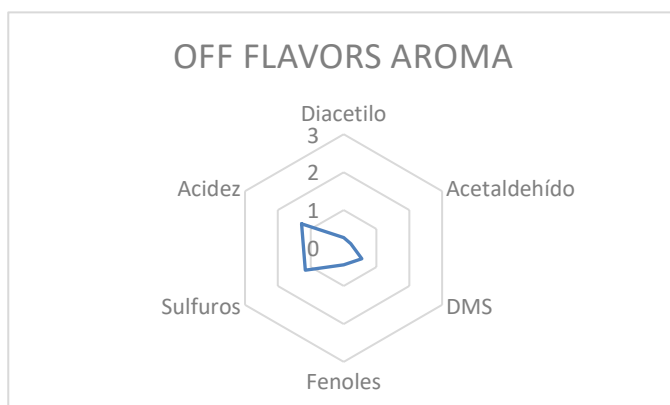 OFF FLAVORS AROMA
Diacetilo
3
2
1
0
Acidez
Acetaldehído
Sulfuros
DMS
Fenoles